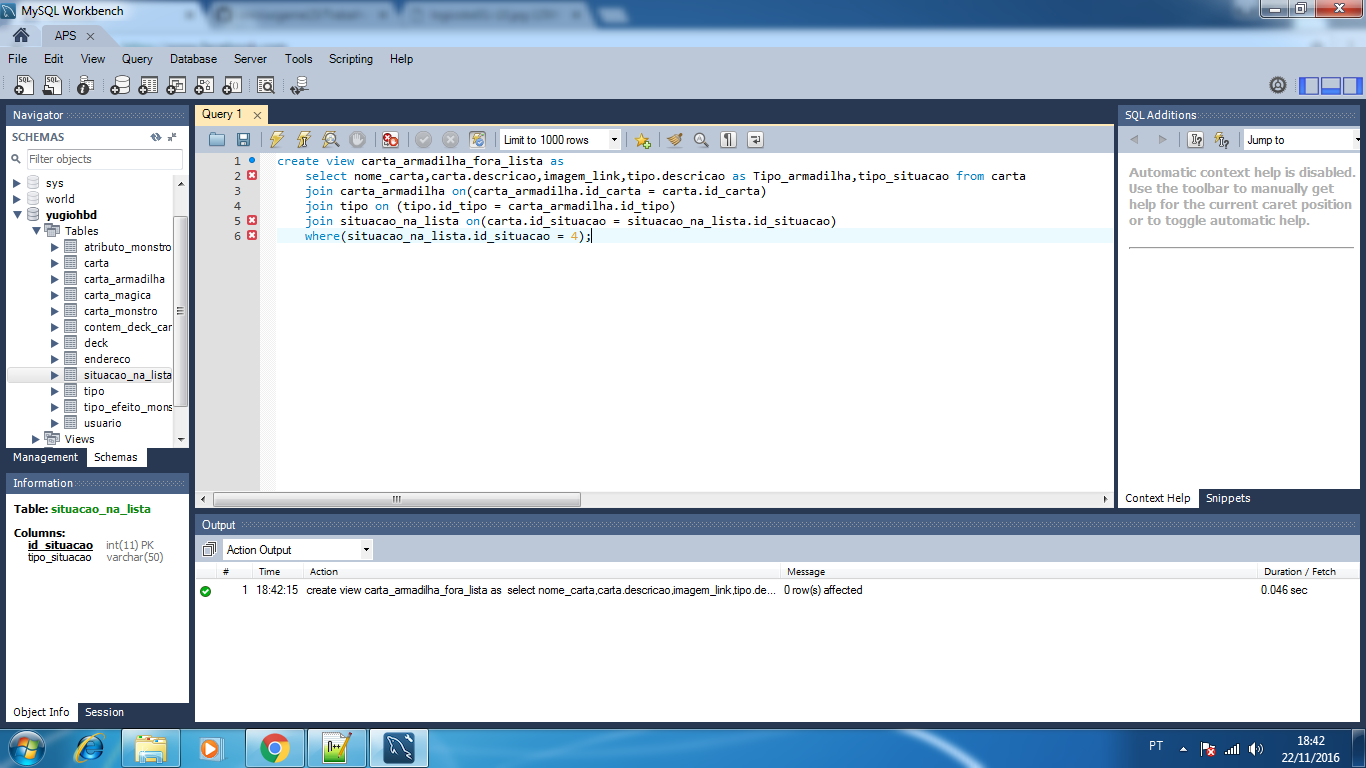 MySQL Workbench
APS
File Edit View Query Database Server Tools Scripting Help
Navigator
SCHEMAS
Filter objects
sys
world
yugiohbd
Tables
atributo_monstro
carta
carta_armadilha
carta_magica
carta_monstro
contem_deck_car
deck
endereco
situacao_na_lista
tipo
tipo_efeito_mons
usuario
Views
Management Schemas
Information
Table: situacao_na_lista
Columns:
id_situacao int(11) PK
tipo_situacao varchar(50)
Object Info Session
Query 1
Limit to 1000 rows
1 create view carta_armadilha_fora_lista as
2 select nome_carta,carta.descricao,imagem_link,tipo.descricao as Tipo_armadilha,tipo_situacao from carta
3 join carta_armadilha on(carta_armadilha.id_carta = carta.id_carta)
4 join tipo on (tipo.id_tipo = carta_armadilha.id_tipo)
5 join situacao_na_lista on(carta.id_situacao = situacao_na_lista.id_situacao)
6 where(situacao_na_lista.id_situacao = 4);
SQL Additions
Jump to
Automatic context help is disabled.
Use the toolbar to manually get
help for the current caret position
or to toggle automatic help.
Context Help Snippets
Output
Action Output
# Time Action Message Duration / Fetch
1 18:42:15 create view carta_armadilha_fora_lista as select nome_carta,carta.descricao,imagem_link,tipo.de... 0 row(s) affected 0.046 sec
PT
18:42
22/11/2016